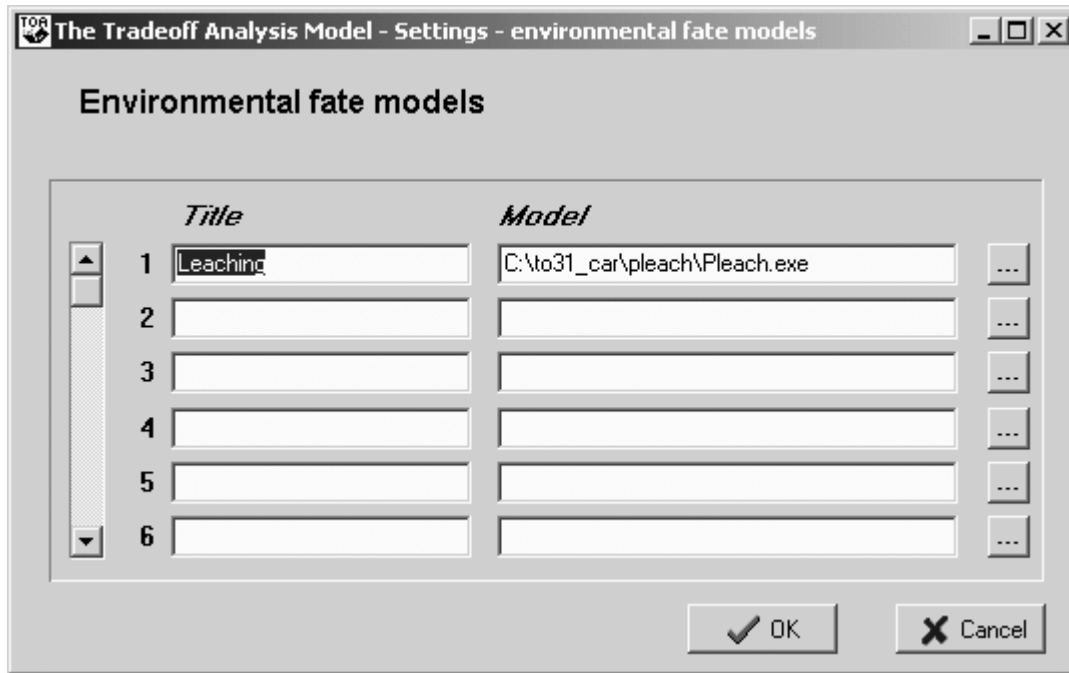 TOA
The Tradeoff Analysis Model - Settings - environmental fate models
Environmental fate models
Title Model
1 Leaching C:\to31_car\pleach\Pleach.exe ...
2 ...
3 ...
4 ...
5 ...
6 ...
OK Cancel